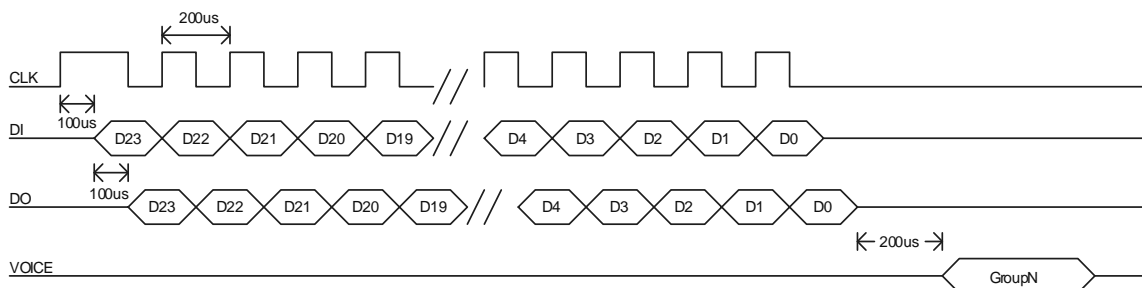 200us
CLK
100us
DI
D23 D22 D21 D20 D19 D4 D3 D2 D1 D0
100us
DO
D23 D22 D21 D20 D19 D4 D3 D2 D1 D0
200us
VOICE
GroupN